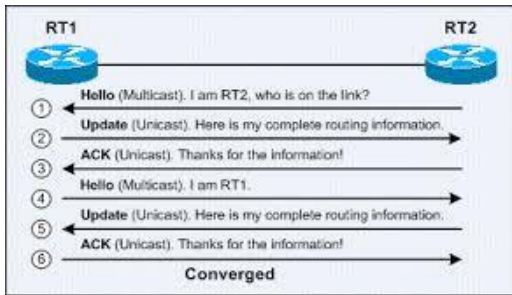 RT1 RT2
Hello (Multicast). I am RT2, who is on the link?
1
Update (Unicast). Here is my complete routing information.
2
ACK (Unicast). Thanks for the information!
3
Hello (Multicast). I am RT1.
4
Update (Unicast). Here is my complete routing information.
5
ACK (Unicast). Thanks for the information!
6
Converged